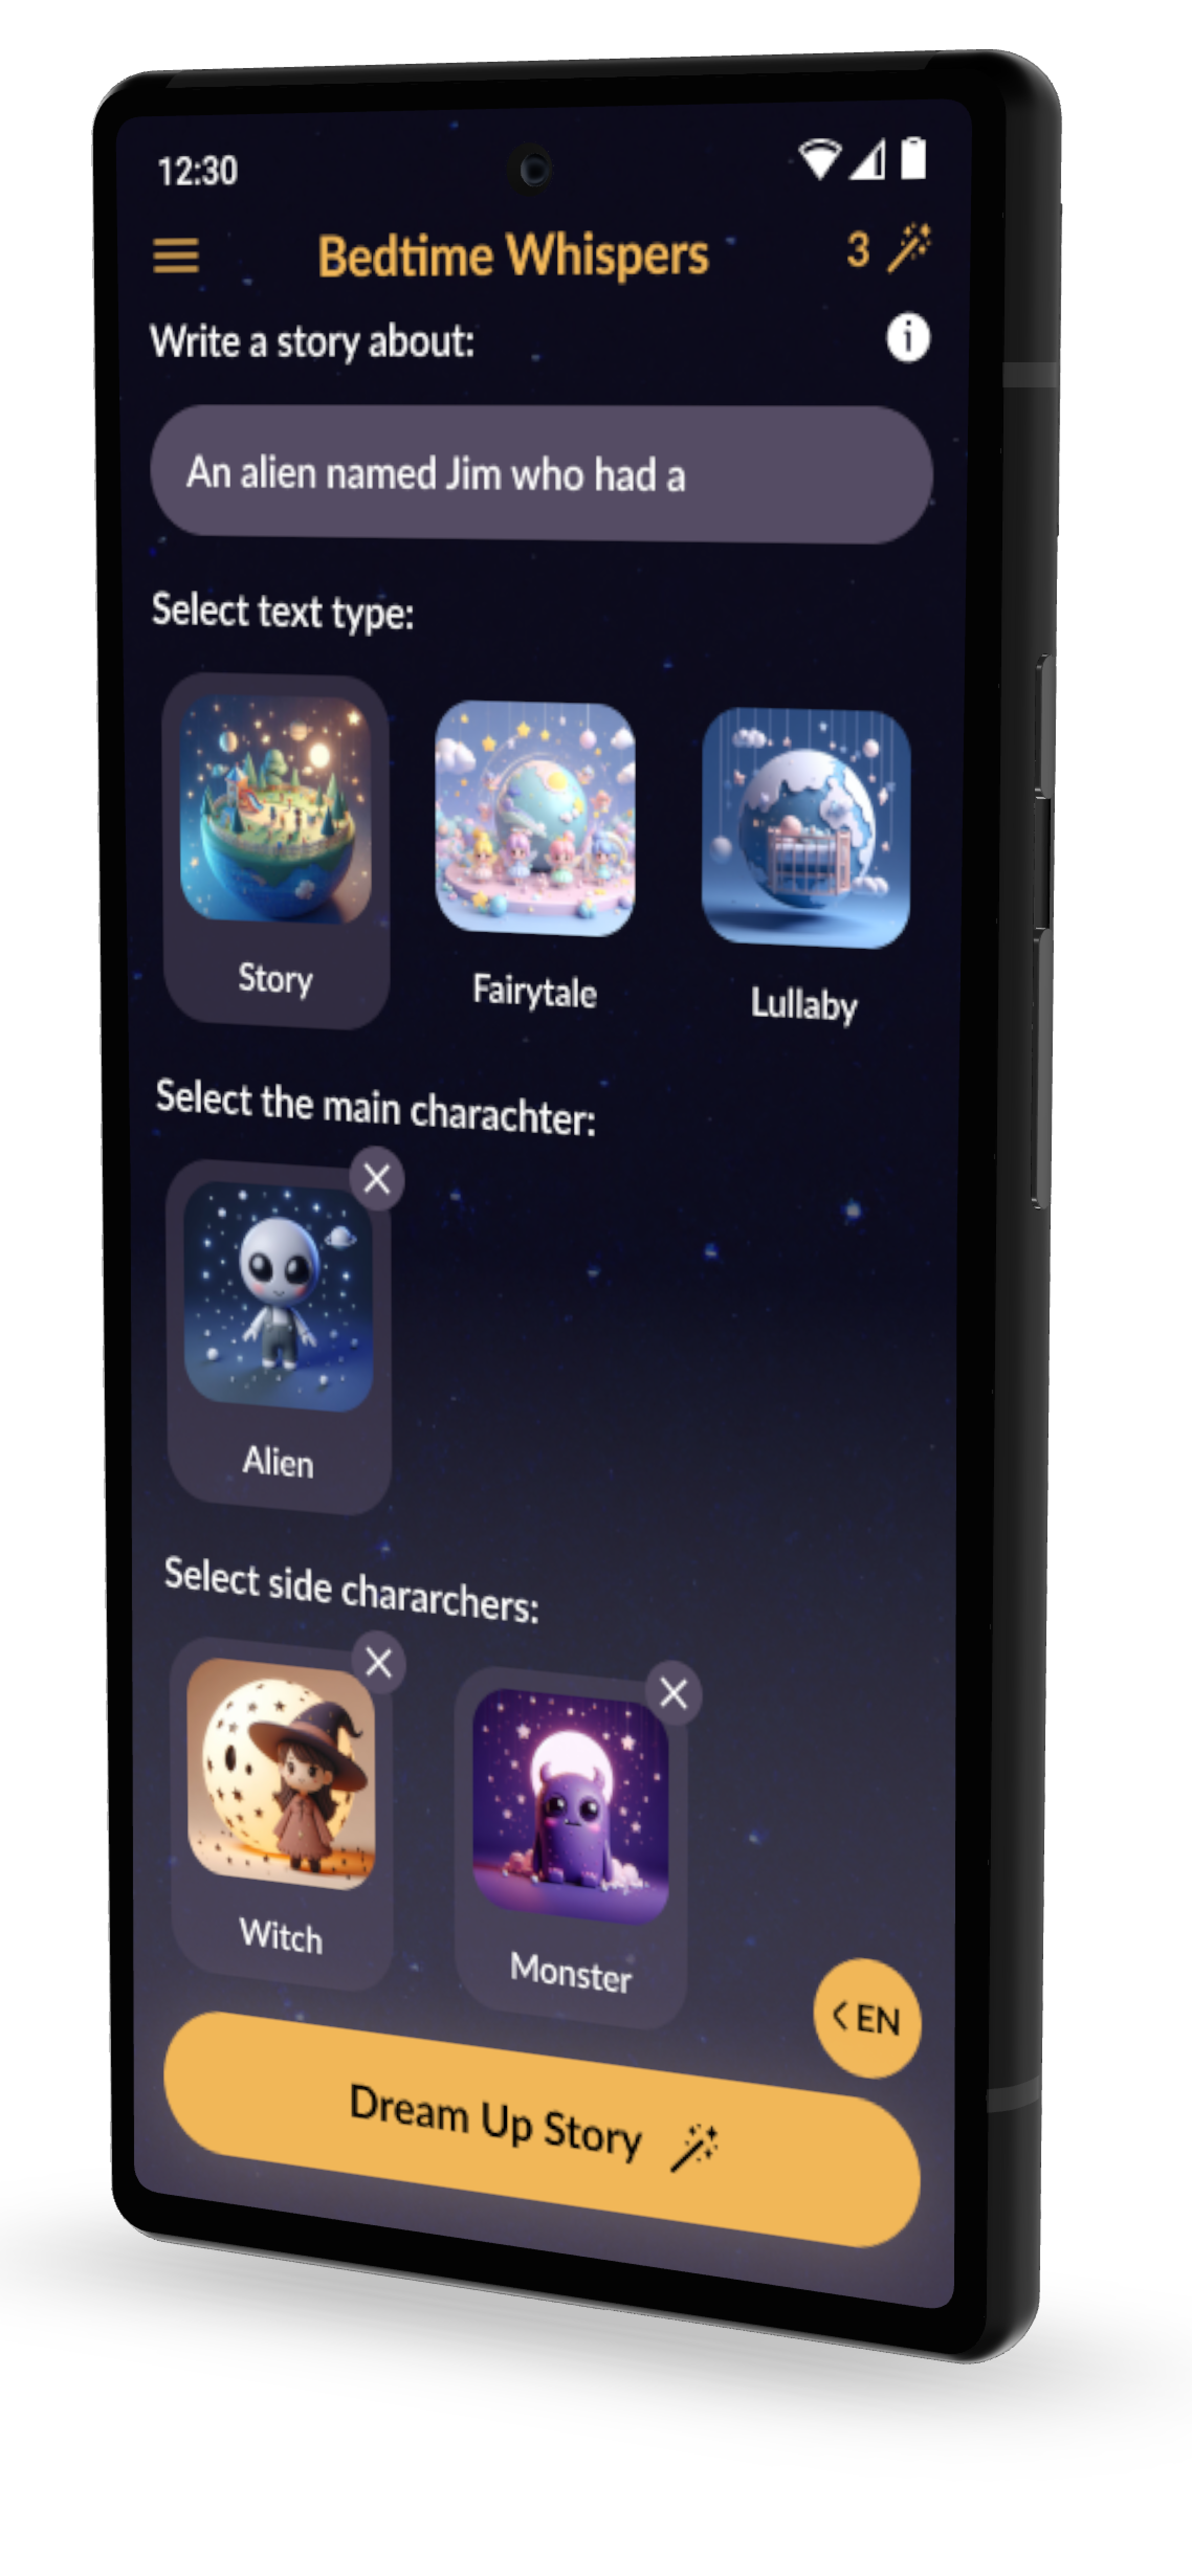 12:30
Bedtime Whispers
3
Write a story about:
i
An alien named Jim who had a
Select text type:
Story
Fairytale
Lullaby
Select the main charachter:
Alien
Select side chararchers:
Witch
Monster
< EN
Dream Up Story